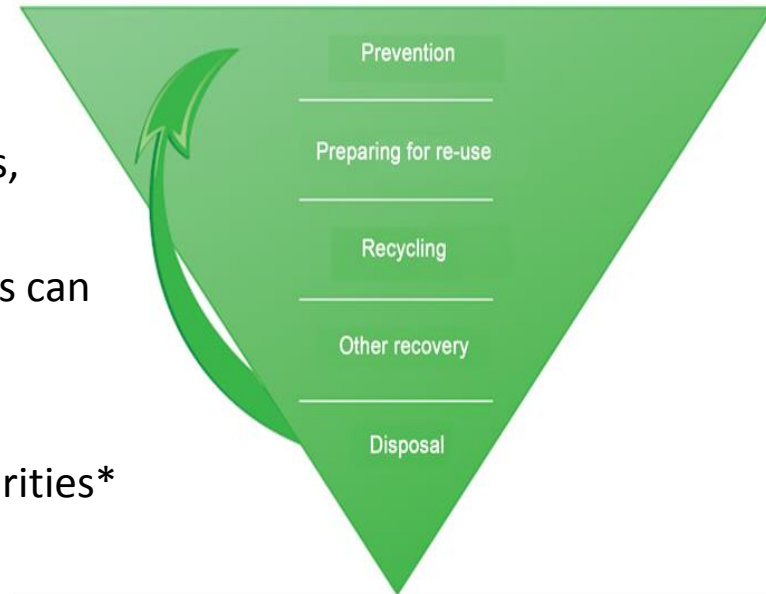 Prevention
s,
Preparing for re-use
Recycling
s can
Other recovery
Disposal
rities*